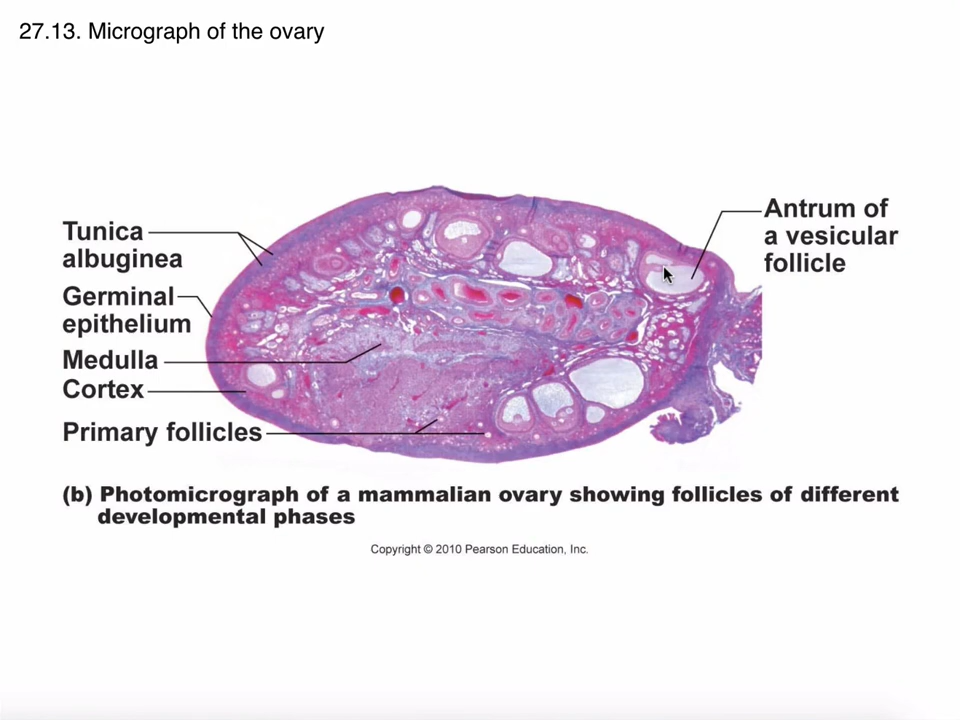 27.13. Micrograph of the ovary
Tunica
albuginea
Germinal
epithelium
Medulla
Cortex
Primary follicles
Antrum of
a vesicular
follicle
(b) Photomicrograph of a mammalian ovary showing follicles of different
developmental phases
Copyright © 2010 Pearson Education, Inc.